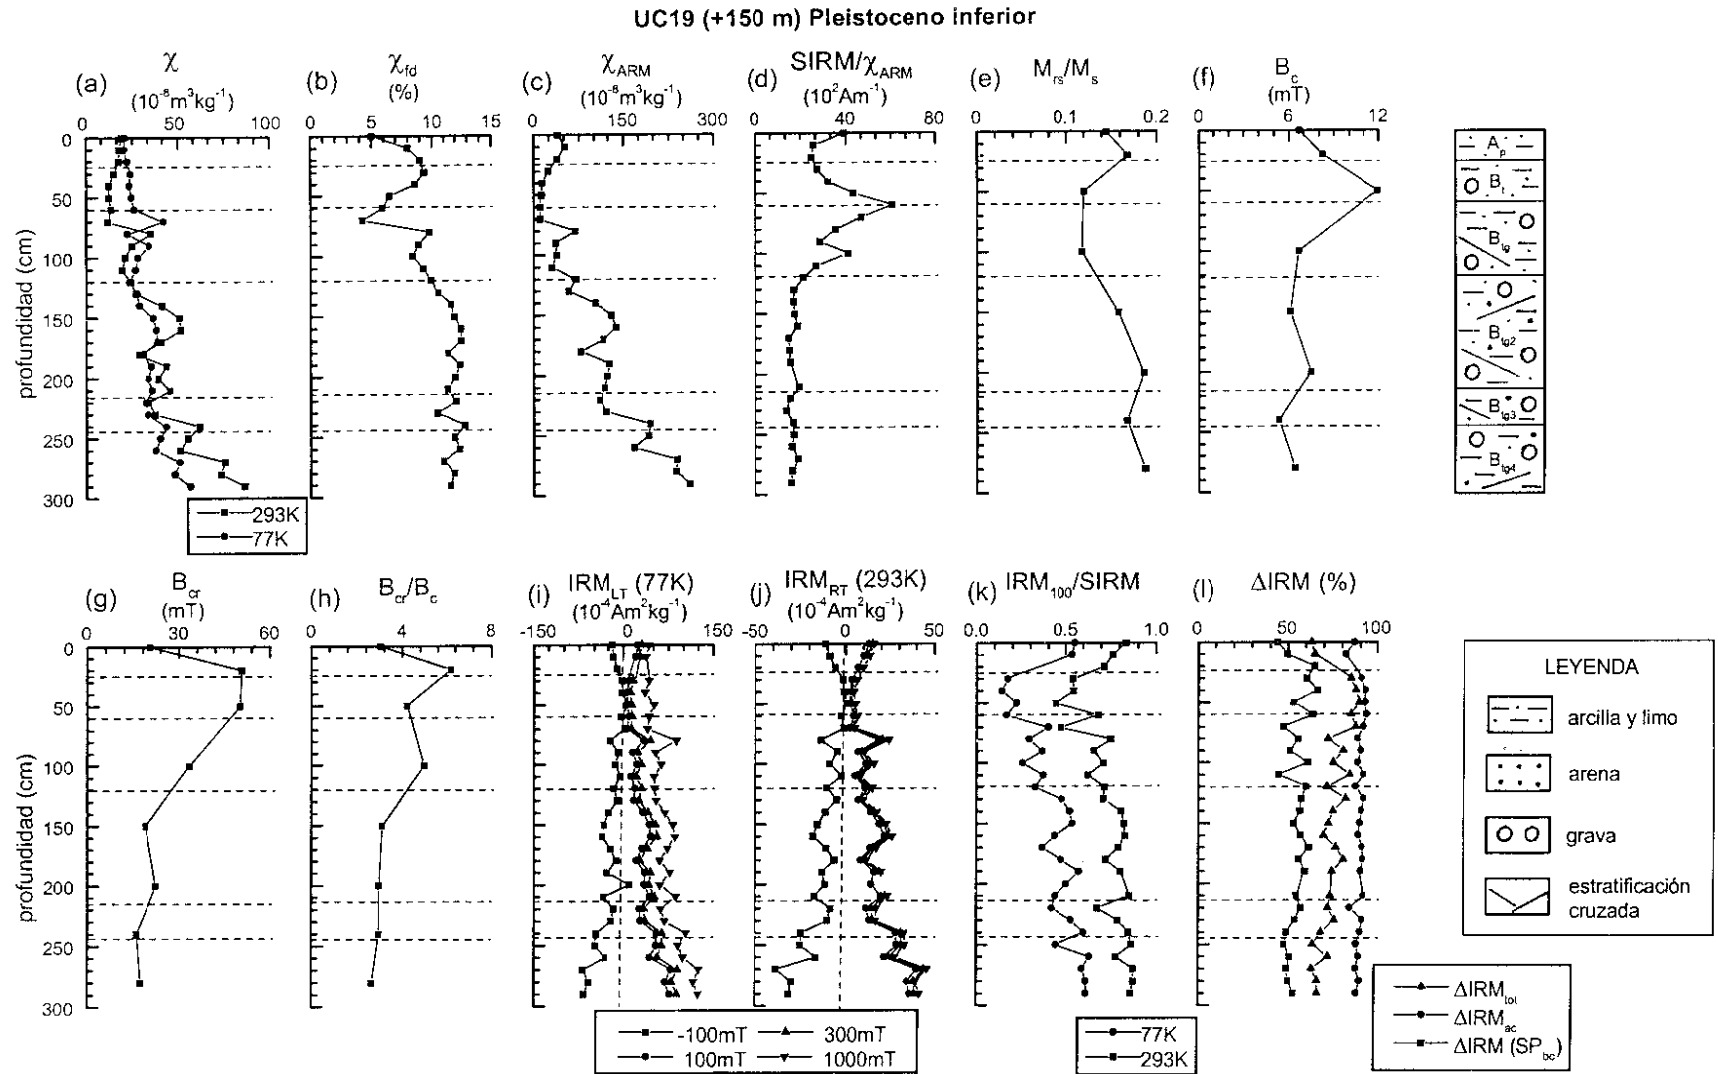 UC19 (+150 m) Pleistoceno inferior
(a) χ (10⁻⁸m³kg⁻¹)
0 50 100
(b) χfd (%)
0 5 10 15
(c) χARM (10⁻⁸m³kg⁻¹)
0 150 300
(d) SIRM/χARM (10²Am⁻¹)
0 40 80
(e) Mrs/Ms
0 0.1 0.2
(f) Bc (mT)
0 6 12
profundidad (cm)
0
50
100
150
200
250
300
293K
77K
Ap
Bt
Btg
Btg2
Btg3
Btg4
(g) Bcr (mT)
0 30 60
(h) Bcr/Bc
0 4 8
(i) IRMLT (77K) (10⁻⁴Am²kg⁻¹)
-150 0 150
(j) IRMRT (293K) (10⁻⁴Am²kg⁻¹)
-50 0 50
(k) IRM100/SIRM
0.0 0.5 1.0
(l) ΔIRM (%)
0 50 100
profundidad (cm)
0
50
100
150
200
250
300
-100mT 300mT
100mT 1000mT
77K
293K
ΔIRMtot
ΔIRMac
ΔIRM (SPbc)
LEYENDA
arcilla y limo
arena
grava
estratificación
cruzada